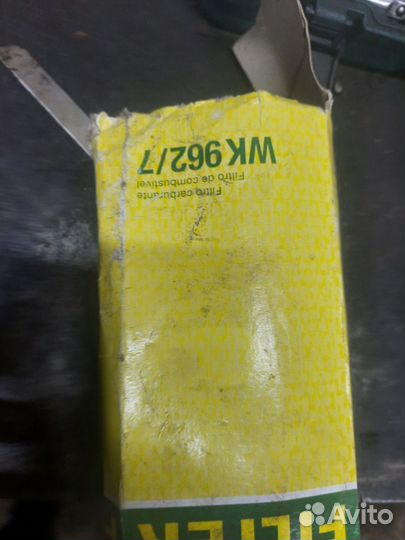 FILTER
Filtro carburante
Filtro de combustível
WK 962/7
Avito